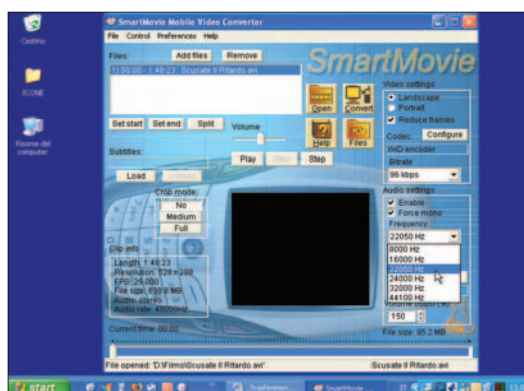 Cestino
ICONE
Risorse del
computer
SmartMovie Mobile Video Converter
File Control Preferences Help
SmartMovie
Files:
Add files Remove
1) 00:00 - 1:48:23 : Scusate Il Ritardo.avi
Open Convert
Help Files
Set start Set end Split
Volume
Subtitles:
Play Step
Load
Crop mode:
No
Medium
Full
Clip info
Length: 1:48:23
FPS: 25,000
Audio: stereo
Audio rate: 48000Hz
Current time: 00:00
Video settings
Landscape
Portrait
Reduce frames
Codec: Configure
XviD encoder
Bitrate
96 kbps
Audio settings
Enable
Force mono
Frequency
22050 Hz
8000 Hz
16000 Hz
22050 Hz
24000 Hz
32000 Hz
44100 Hz
Volume boost (%)
150
File size: 95.2 MB
File opened: 'D:\Films\Scusate Il Ritardo.avi'
Scusate Il Ritardo.avi
start
SmartMovie
IT